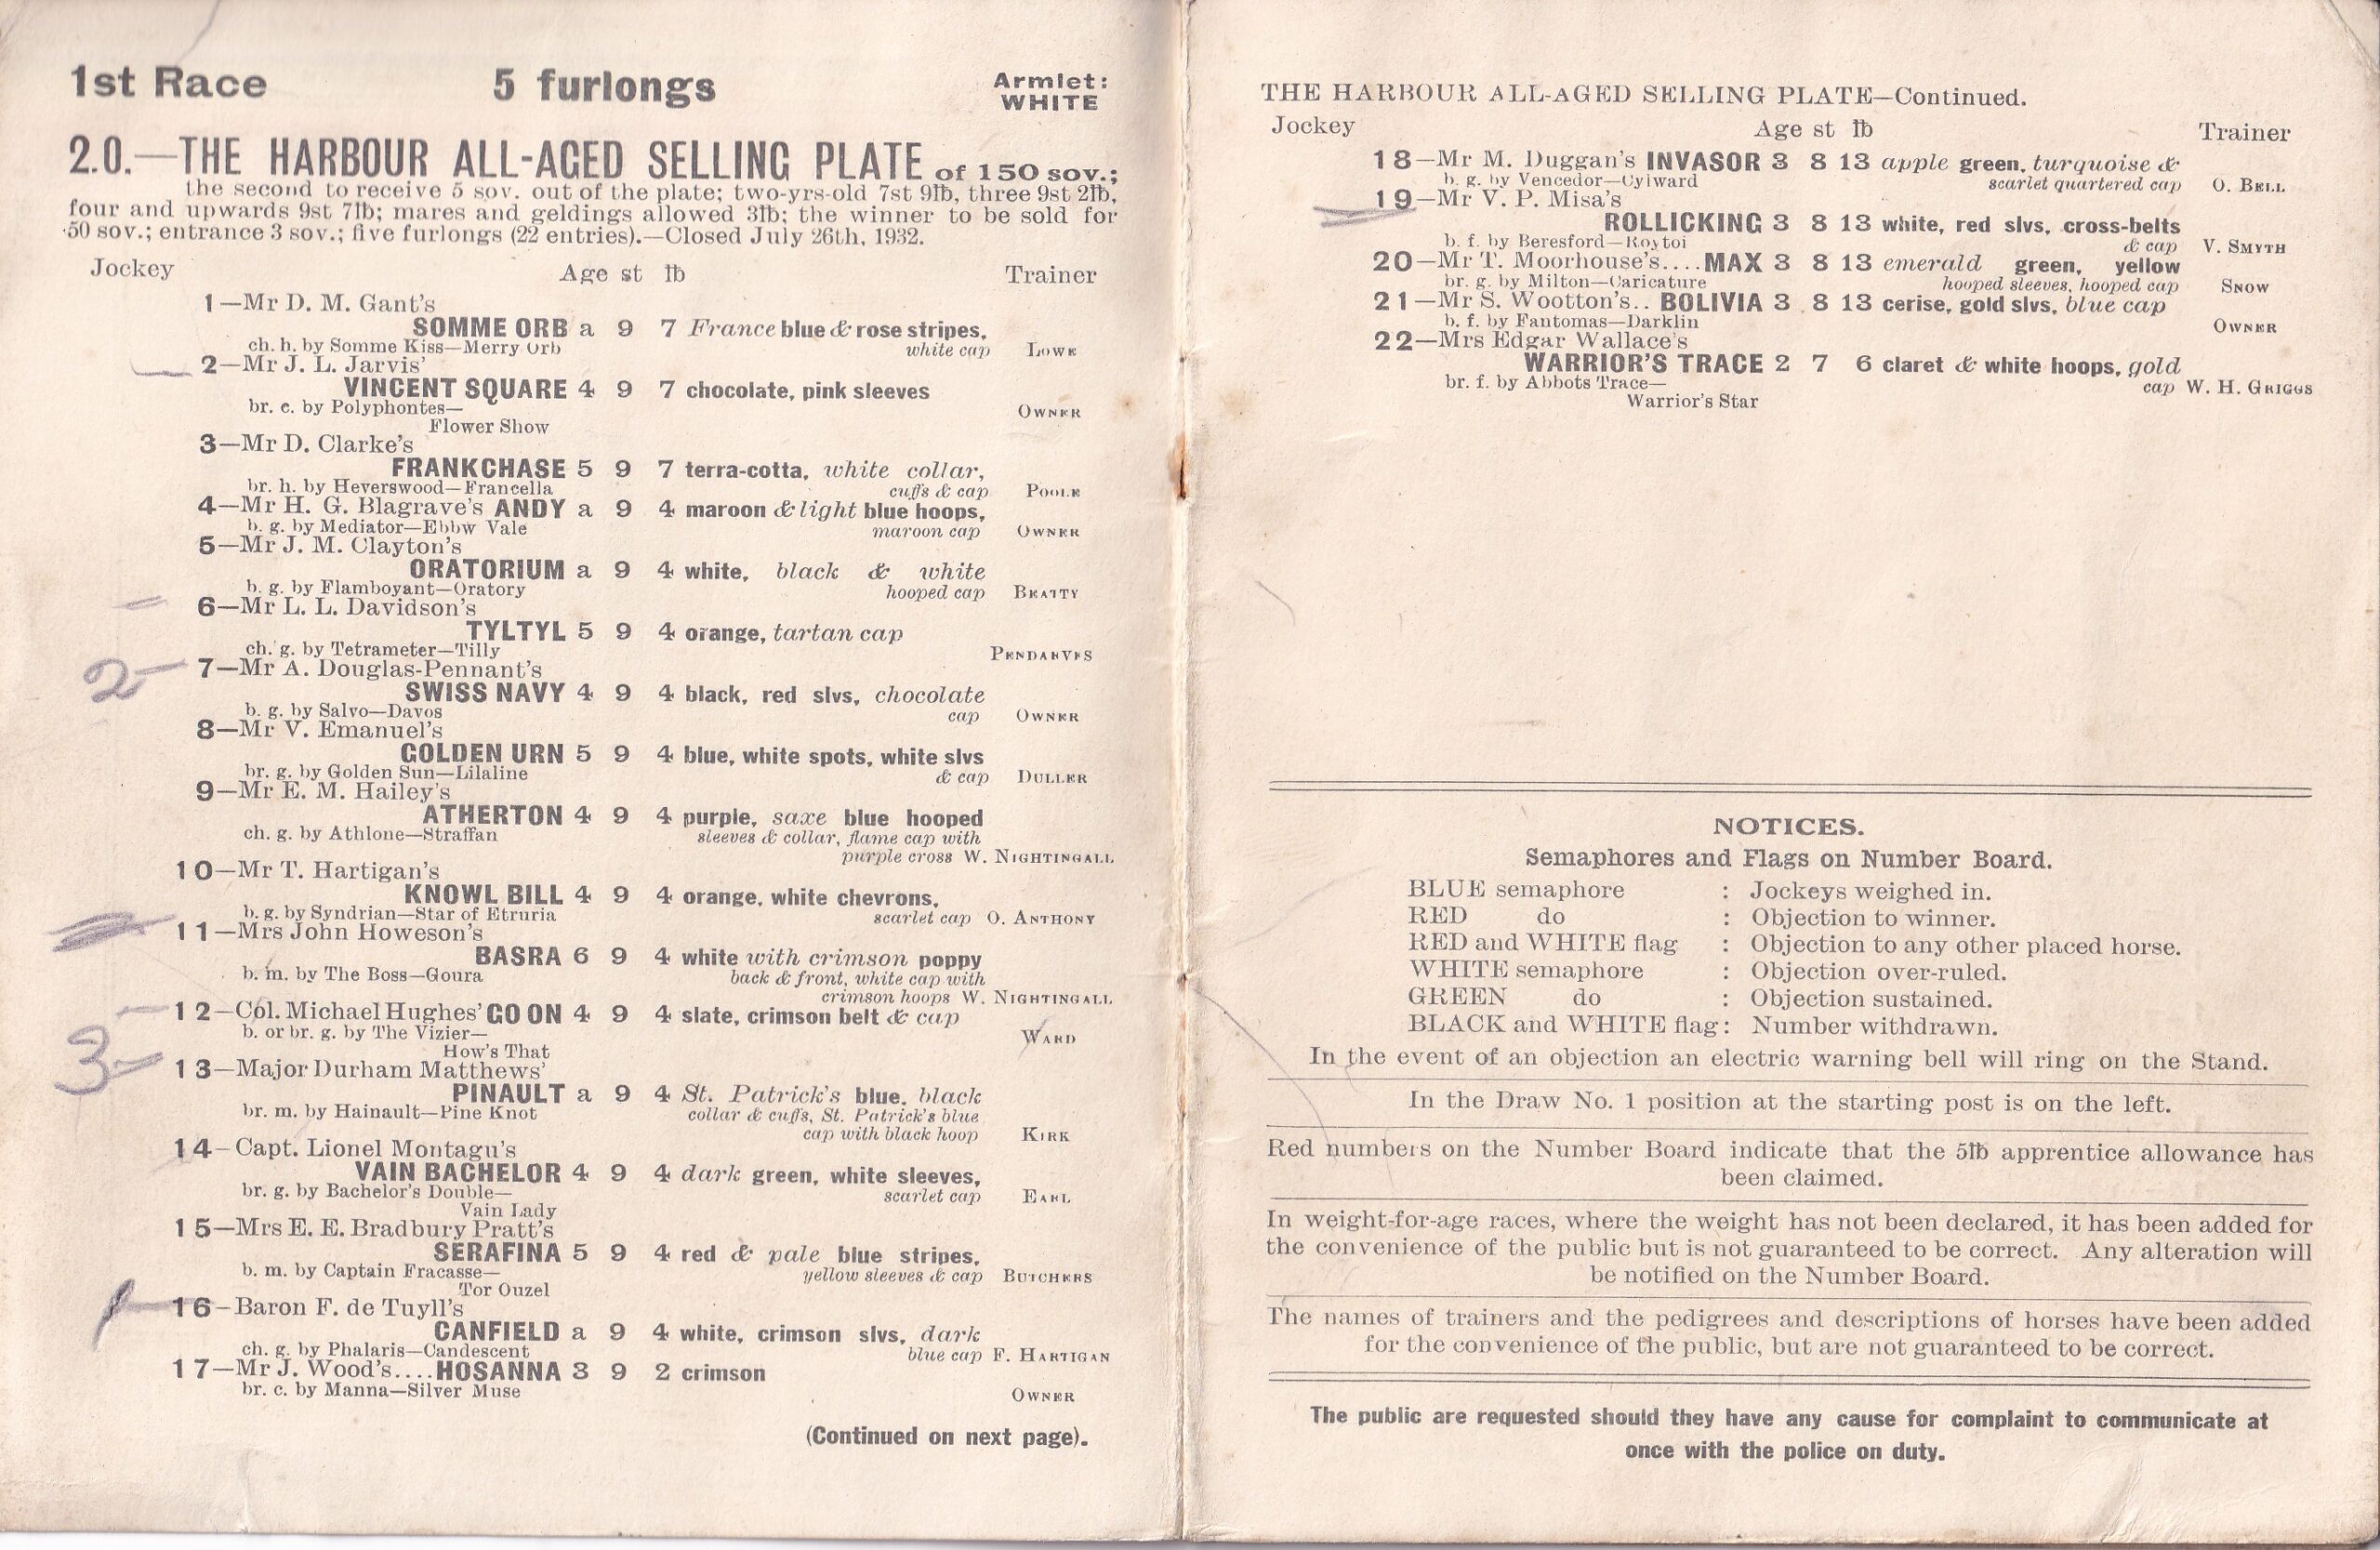 1st Race 5 furlongs Armlet:
WHITE
2.0.—THE HARBOUR ALL-AGED SELLING PLATE of 150 sov.;
the second to receive 5 sov. out of the plate; two-yrs-old 7st 9lb, three 9st 2lb,
four and upwards 9st 7lb; mares and geldings allowed 3lb; the winner to be sold for
50 sov.; entrance 3 sov.; five furlongs (22 entries).—Closed July 26th, 1932.
Jockey Age st lb Trainer
1—Mr D. M. Gant's
SOMME ORB a 9 7 France blue & rose stripes,
ch. h. by Somme Kiss—Merry Orb white cap LOWE
2—Mr J. L. Jarvis'
VINCENT SQUARE 4 9 7 chocolate, pink sleeves
br. c. by Polyphontes— OWNER
Flower Show
3—Mr D. Clarke's
FRANKCHASE 5 9 7 terra-cotta, white collar,
br. h. by Heverswood—Francella cuffs & cap POOLE
4—Mr H. G. Blagrave's ANDY a 9 4 maroon & light blue hoops,
b. g. by Mediator—Ebbw Vale maroon cap OWNER
5—Mr J. M. Clayton's
ORATORIUM a 9 4 white, black & white
b. g. by Flamboyant—Oratory hooped cap BEATTY
6—Mr L. L. Davidson's
TYLTYL 5 9 4 orange, tartan cap
ch. g. by Tetrameter—Tilly PENDARVES
2 7—Mr A. Douglas-Pennant's
SWISS NAVY 4 9 4 black, red slvs, chocolate
b. g. by Salvo—Davos cap OWNER
8—Mr V. Emanuel's
GOLDEN URN 5 9 4 blue, white spots, white slvs
br. g. by Golden Sun—Lilaline & cap DULLER
9—Mr E. M. Hailey's
ATHERTON 4 9 4 purple, saxe blue hooped
ch. g. by Athlone—Straffan sleeves & collar, flame cap with
purple cross W. NIGHTINGALL
10—Mr T. Hartigan's
KNOWL BILL 4 9 4 orange, white chevrons,
b. g. by Syndrian—Star of Etruria scarlet cap O. ANTHONY
11—Mrs John Howeson's
BASRA 6 9 4 white with crimson poppy
b. m. by The Boss—Goura back & front, white cap with
crimson hoops W. NIGHTINGALL
12—Col. Michael Hughes' GO ON 4 9 4 slate, crimson belt & cap
b. or br. g. by The Vizier— WARD
How's That
3 13—Major Durham Matthews'
PINAULT a 9 4 St. Patrick's blue, black
br. m. by Hainault—Pine Knot collar & cuffs, St. Patrick's blue
cap with black hoop KIRK
14—Capt. Lionel Montagu's
VAIN BACHELOR 4 9 4 dark green, white sleeves,
br. g. by Bachelor's Double— scarlet cap EARL
Vain Lady
15—Mrs E. E. Bradbury Pratt's
SERAFINA 5 9 4 red & pale blue stripes,
b. m. by Captain Fracasse— yellow sleeves & cap BUTCHERS
Tor Ouzel
1 16—Baron F. de Tuyll's
CANFIELD a 9 4 white, crimson slvs, dark
ch. g. by Phalaris—Candescent blue cap F. HARTIGAN
17—Mr J. Wood's....HOSANNA 3 9 2 crimson
br. c. by Manna—Silver Muse OWNER
(Continued on next page).
THE HARBOUR ALL-AGED SELLING PLATE—Continued.
Jockey Age st lb Trainer
18—Mr M. Duggan's INVASOR 3 8 13 apple green, turquoise &
b. g. by Vencedor—Cylward scarlet quartered cap O. BELL
19—Mr V. P. Misa's
ROLLICKING 3 8 13 white, red slvs, cross-belts
b. f. by Beresford—Roytoi & cap V. SMYTH
20—Mr T. Moorhouse's....MAX 3 8 13 emerald green, yellow
br. g. by Milton—Caricature hooped sleeves, hooped cap SNOW
21—Mr S. Wootton's.. BOLIVIA 3 8 13 cerise, gold slvs, blue cap
b. f. by Fantomas—Darklin OWNER
22—Mrs Edgar Wallace's
WARRIOR'S TRACE 2 7 6 claret & white hoops, gold
br. f. by Abbots Trace— cap W. H. GRIGGS
Warrior's Star
NOTICES.
Semaphores and Flags on Number Board.
BLUE semaphore : Jockeys weighed in.
RED do : Objection to winner.
RED and WHITE flag : Objection to any other placed horse.
WHITE semaphore : Objection over-ruled.
GREEN do : Objection sustained.
BLACK and WHITE flag : Number withdrawn.
In the event of an objection an electric warning bell will ring on the Stand.
In the Draw No. 1 position at the starting post is on the left.
Red numbers on the Number Board indicate that the 5lb apprentice allowance has
been claimed.
In weight-for-age races, where the weight has not been declared, it has been added for
the convenience of the public but is not guaranteed to be correct. Any alteration will
be notified on the Number Board.
The names of trainers and the pedigrees and descriptions of horses have been added
for the convenience of the public, but are not guaranteed to be correct.
The public are requested should they have any cause for complaint to communicate at
once with the police on duty.